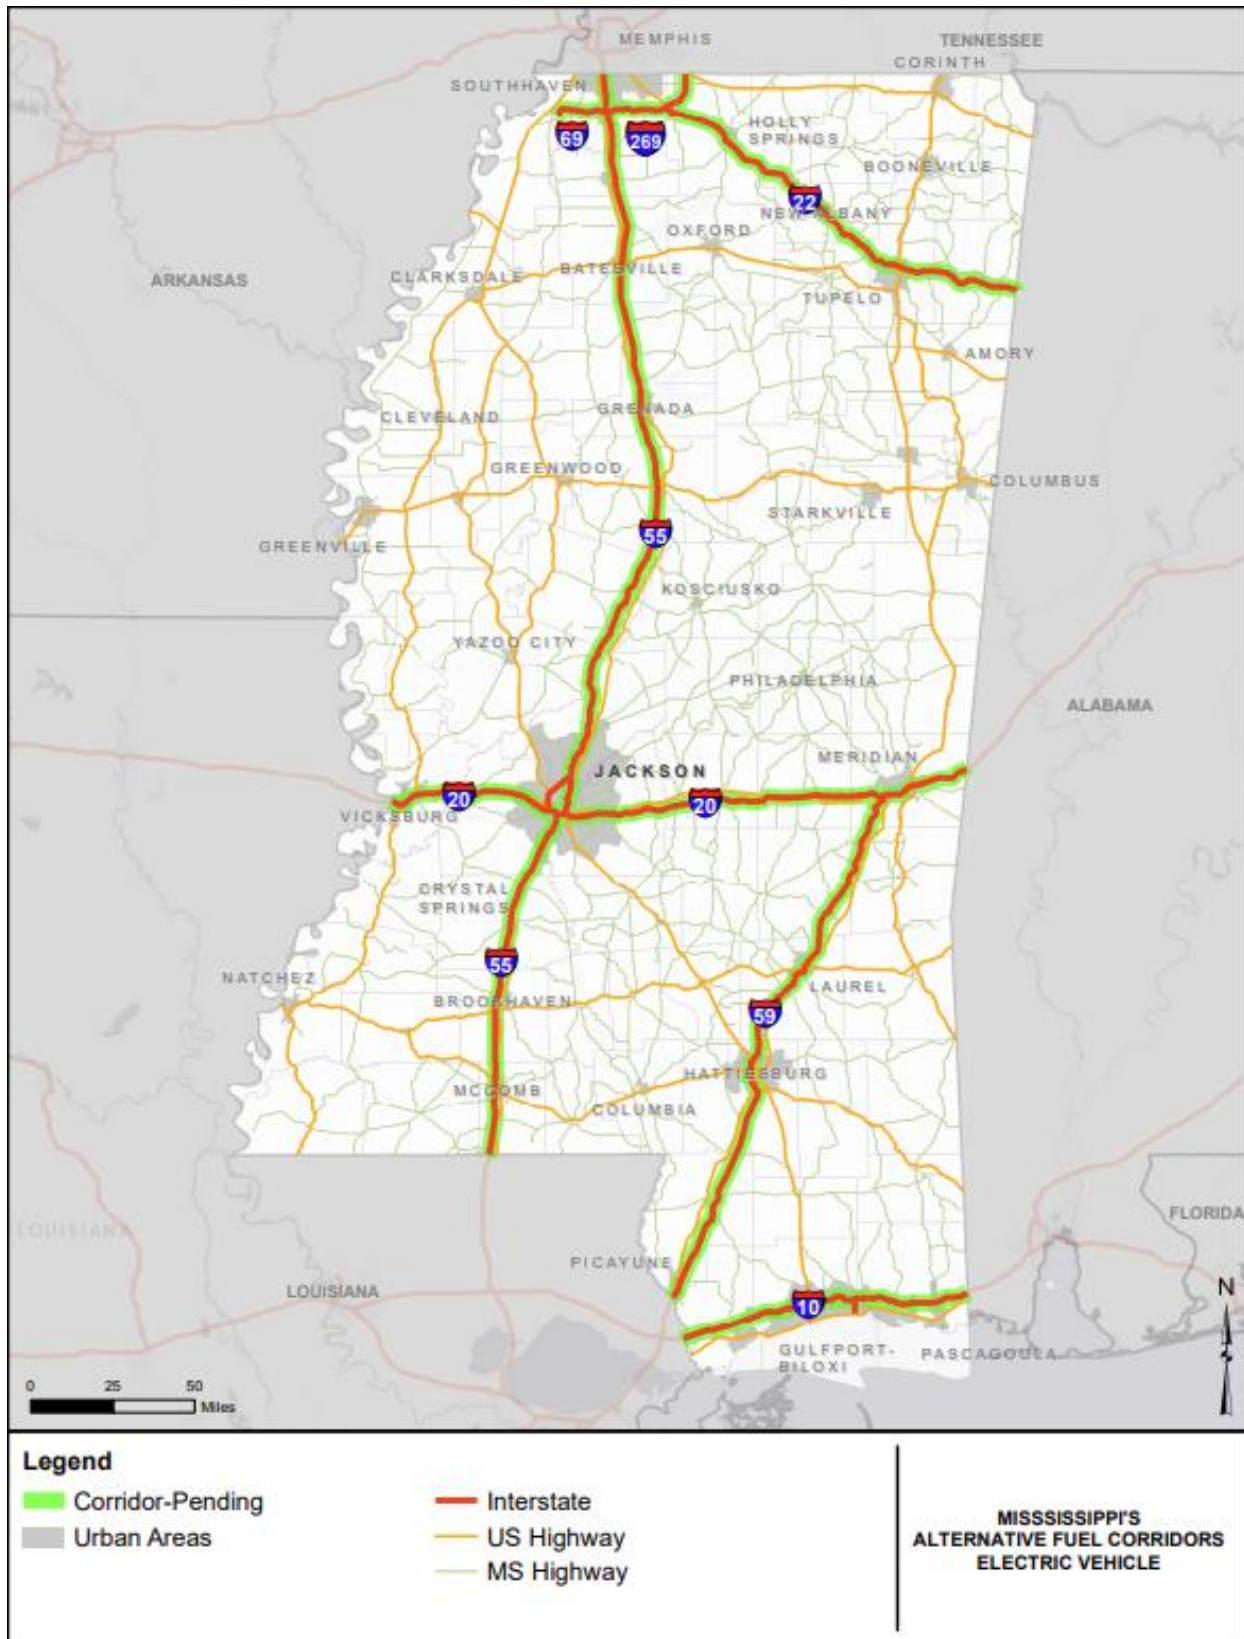 MEMPHIS
TENNESSEE
CORINTH
SOUTHHAVEN
HOLLY
SPRINGS
69
269
BOONEVILLE
22
NEW ALBANY
OXFORD
BATESVILLE
ARKANSAS
CLARKSDALE
TUPELO
AMORY
GRENADA
CLEVELAND
GREENWOOD
COLUMBUS
STARKVILLE
55
GREENVILLE
KOSCIUSKO
YAZOO CITY
PHILADELPHIA
ALABAMA
MERIDIAN
JACKSON
20
20
VICKSBURG
CRYSTAL
SPRINGS
55
NATCHEZ
LAUREL
BROOKHAVEN
59
HATTIESBURG
MCCOMB
COLUMBIA
FLORIDA
LOUISIANA
PICAYUNE
LOUISIANA
N
10
GULFPORT-
BILOXI
PASCAGOULA
0 25 50
Miles
Legend
Corridor-Pending
Urban Areas
Interstate
US Highway
MS Highway
MISSSISSIPPI'S
ALTERNATIVE FUEL CORRIDORS
ELECTRIC VEHICLE